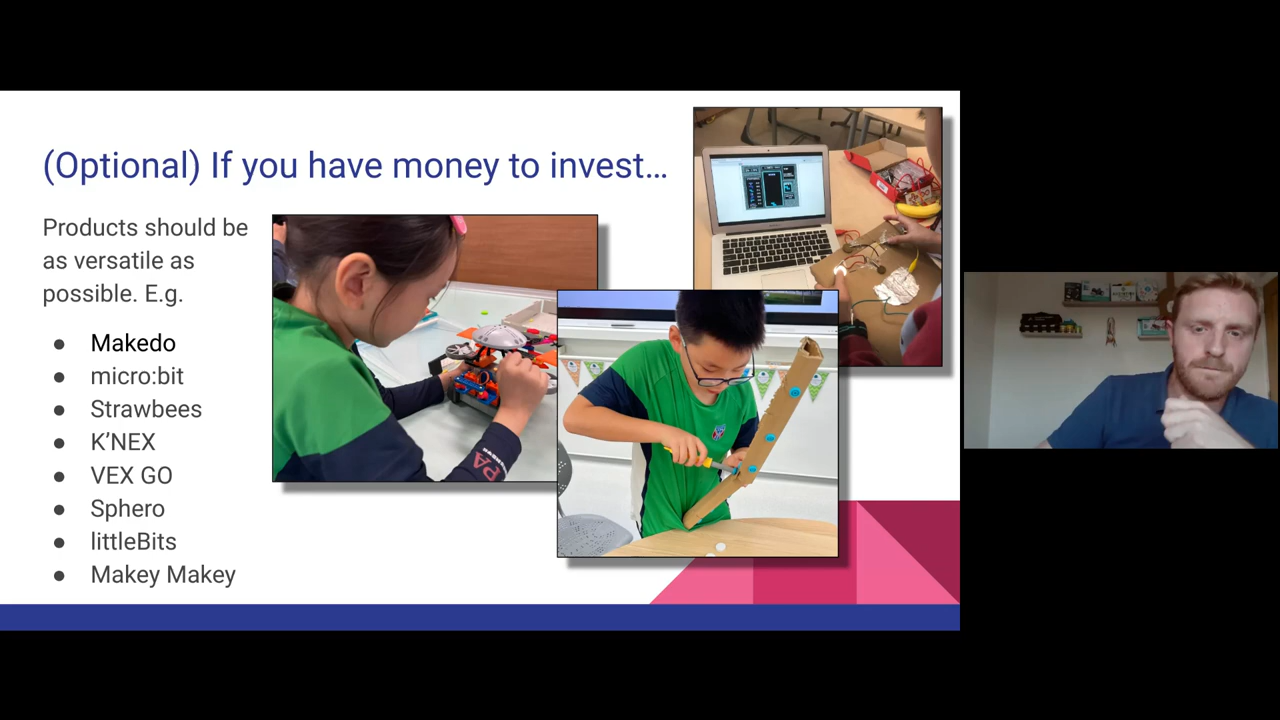 (Optional) If you have money to invest...
Products should be
as versatile as
possible. E.g.
● Makedo
● micro:bit
● Strawbees
● K’NEX
● VEX GO
● Sphero
● littleBits
● Makey Makey
PA